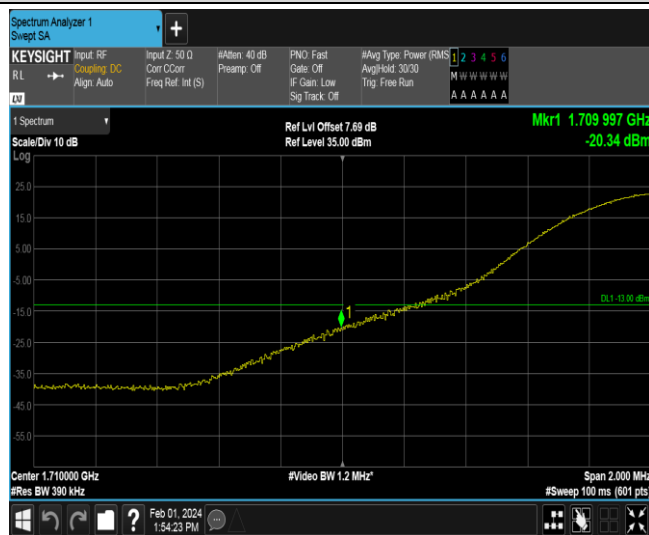 Spectrum Analyzer 1
Swept SA
+
KEYSIGHT Input: RF
RL Coupling: DC
Align: Auto
Input Z: 50 Ω
Corr CCorr
Freq Ref: Int (S)
#Atten: 40 dB
Preamp: Off
PNO: Fast
Gate: Off
IF Gain: Low
Sig Track: Off
#Avg Type: Power (RMS
Avg|Hold: 30/30
Trig: Free Run
1 2 3 4 5 6
M W W W W W
A A A A A A
LXI
1 Spectrum
Scale/Div 10 dB
Log
Ref Lvl Offset 7.69 dB
Ref Level 35.00 dBm
Mkr1 1.709 997 GHz
-20.34 dBm
25.0
15.0
5.00
-5.00
DL1 -13.00 dBm
1
-15.0
-25.0
-35.0
-45.0
-55.0
Center 1.710000 GHz
#Res BW 390 kHz
#Video BW 1.2 MHz*
Span 2.000 MHz
#Sweep 100 ms (601 pts)
?
Feb 01, 2024
1:54:23 PM